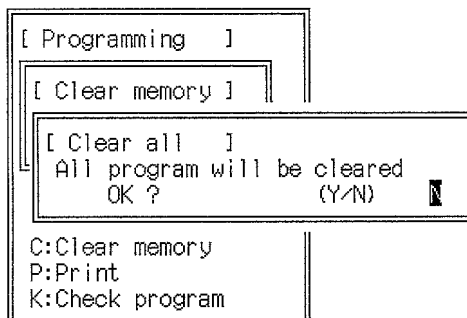 [ Programming   ]
[ Clear memory ]
[ Clear all    ]
All program will be cleared
OK ?   (Y/N)   N
C:Clear memory
P:Print
K:Check program